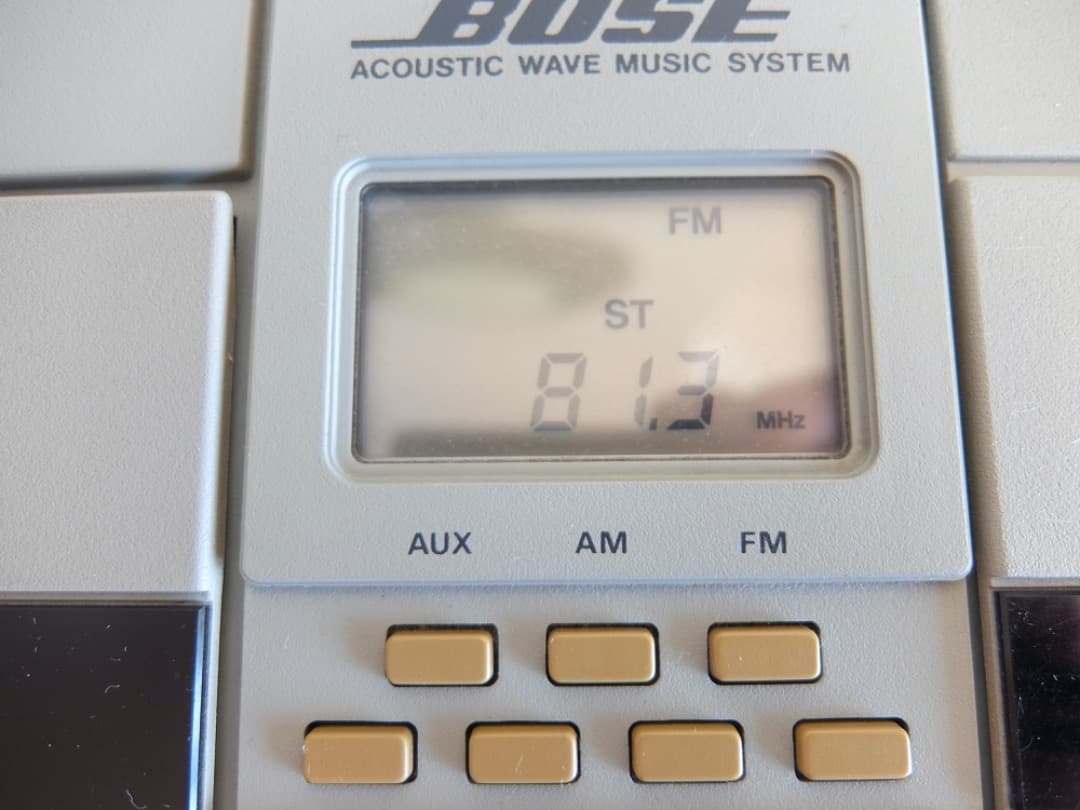 BOSE
ACOUSTIC WAVE MUSIC SYSTEM
FM
ST
81.3 MHz
AUX AM FM